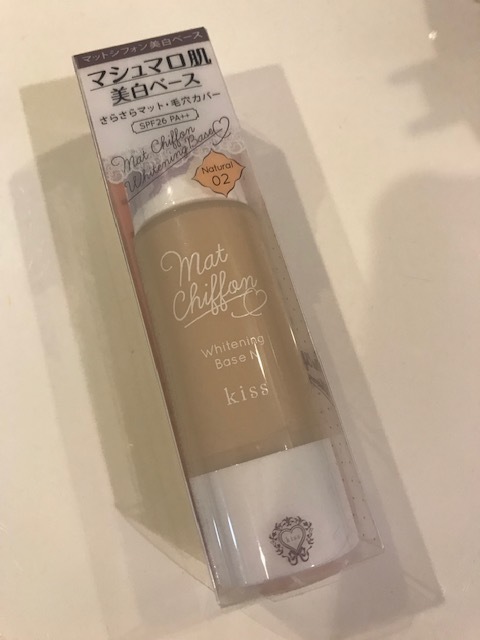 マットシフォン美白ベース
マシュマロ肌
美白ベース
さらさらマット・毛穴カバー
SPF26 PA++
Mat Chiffon
Whitening Base
Natural
02
Mat
Chiffon
Whitening
Base N
kiss
kiss